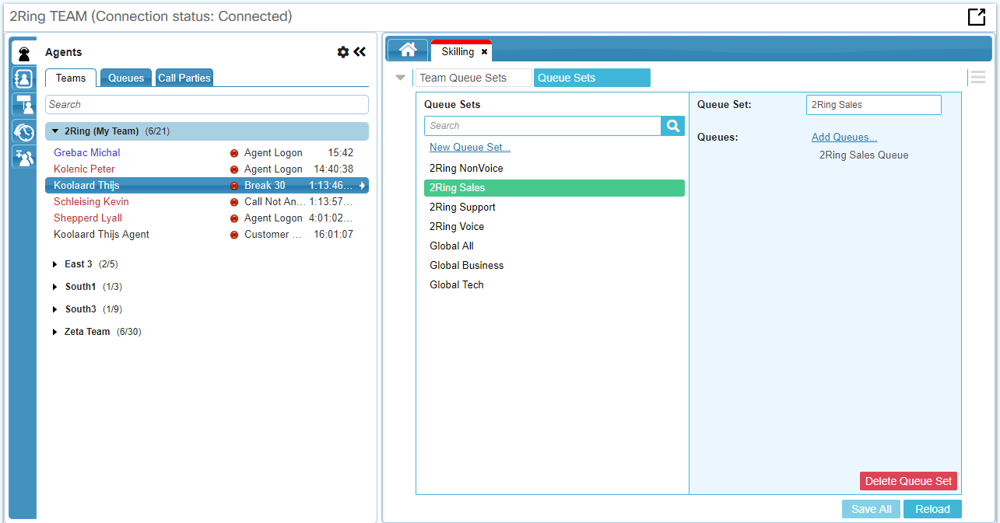 2Ring TEAM (Connection status: Connected)
Agents
Teams Queues Call Parties
Search
2Ring (My Team) (6/21)
Grebac Michal Agent Logon 15:42
Kolenic Peter Agent Logon 14:40:38
Koolaard Thijs Break 30 1:13:46...
Schleising Kevin Call Not An... 1:13:57...
Shepperd Lyall Agent Logon 4:01:02...
Koolaard Thijs Agent Customer ... 16:01:07
East 3 (2/5)
South1 (1/3)
South3 (1/9)
Zeta Team (6/30)
Skilling
Team Queue Sets Queue Sets
Queue Sets
Search
New Queue Set...
2Ring NonVoice
2Ring Sales
2Ring Support
2Ring Voice
Global All
Global Business
Global Tech
Queue Set: 2Ring Sales
Queues: Add Queues...
2Ring Sales Queue
Delete Queue Set
Save All Reload